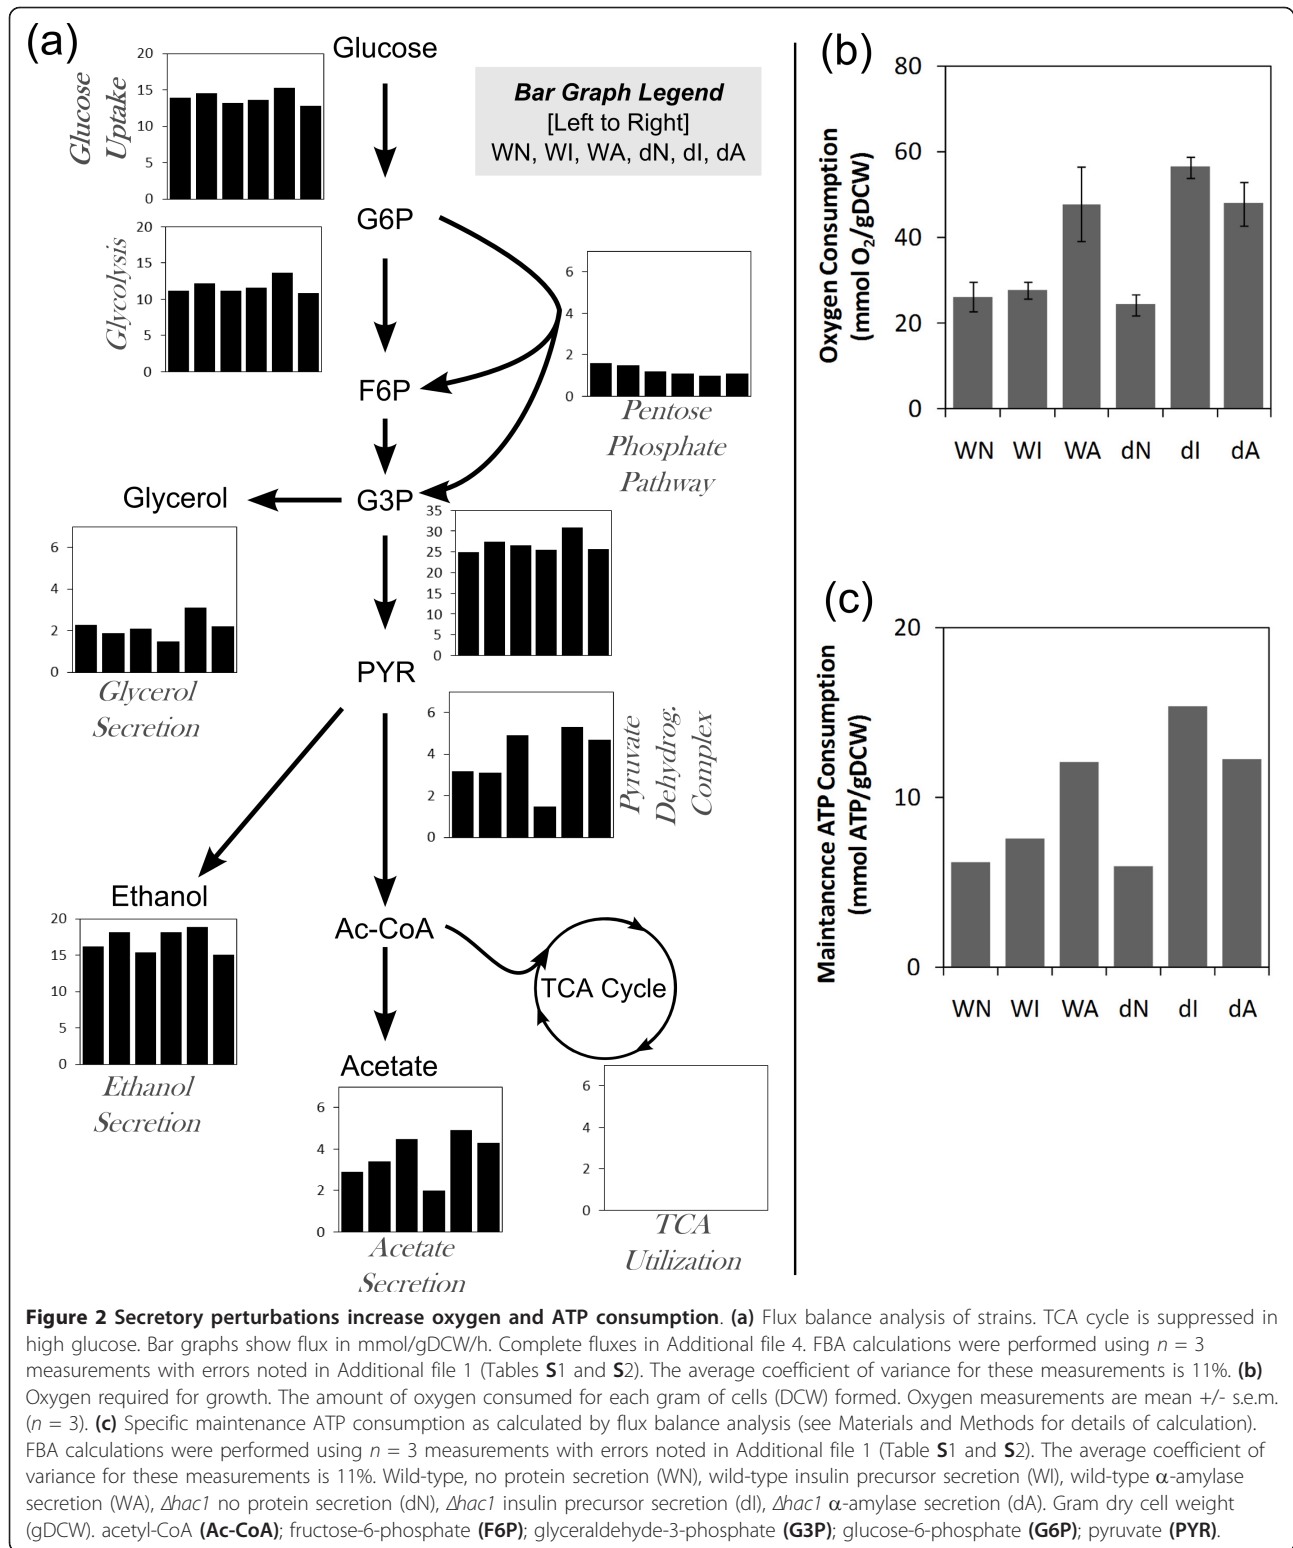 (a)
Glucose
Glucose
Uptake
20
15
10
5
0
Bar Graph Legend
[Left to Right]
WN, WI, WA, dN, dI, dA
G6P
Glycolysis
20
15
10
5
0
6
4
2
0
Pentose
Phosphate
Pathway
F6P
Glycerol
G3P
6
4
2
0
Glycerol
Secretion
35
30
25
20
15
10
5
0
PYR
6
4
2
0
Pyruvate
Dehydrog.
Complex
Ethanol
20
15
10
5
0
Ethanol
Secretion
Ac-CoA
TCA Cycle
Acetate
6
4
2
0
Acetate
Secretion
6
4
2
0
TCA
Utilization
(b)
Oxygen Consumption
(mmol O₂/gDCW)
80
60
40
20
0
WN WI WA dN dI dA
(c)
Maintancnce ATP Consumption
(mmol ATP/gDCW)
20
10
0
WN WI WA dN dI dA
Figure 2 Secretory perturbations increase oxygen and ATP consumption. (a) Flux balance analysis of strains. TCA cycle is suppressed in
high glucose. Bar graphs show flux in mmol/gDCW/h. Complete fluxes in Additional file 4. FBA calculations were performed using n = 3
measurements with errors noted in Additional file 1 (Tables S1 and S2). The average coefficient of variance for these measurements is 11%. (b)
Oxygen required for growth. The amount of oxygen consumed for each gram of cells (DCW) formed. Oxygen measurements are mean +/- s.e.m.
(n = 3). (c) Specific maintenance ATP consumption as calculated by flux balance analysis (see Materials and Methods for details of calculation).
FBA calculations were performed using n = 3 measurements with errors noted in Additional file 1 (Table S1 and S2). The average coefficient of
variance for these measurements is 11%. Wild-type, no protein secretion (WN), wild-type insulin precursor secretion (WI), wild-type α-amylase
secretion (WA), Δhac1 no protein secretion (dN), Δhac1 insulin precursor secretion (dI), Δhac1 α-amylase secretion (dA). Gram dry cell weight
(gDCW). acetyl-CoA (Ac-CoA); fructose-6-phosphate (F6P); glyceraldehyde-3-phosphate (G3P); glucose-6-phosphate (G6P); pyruvate (PYR).